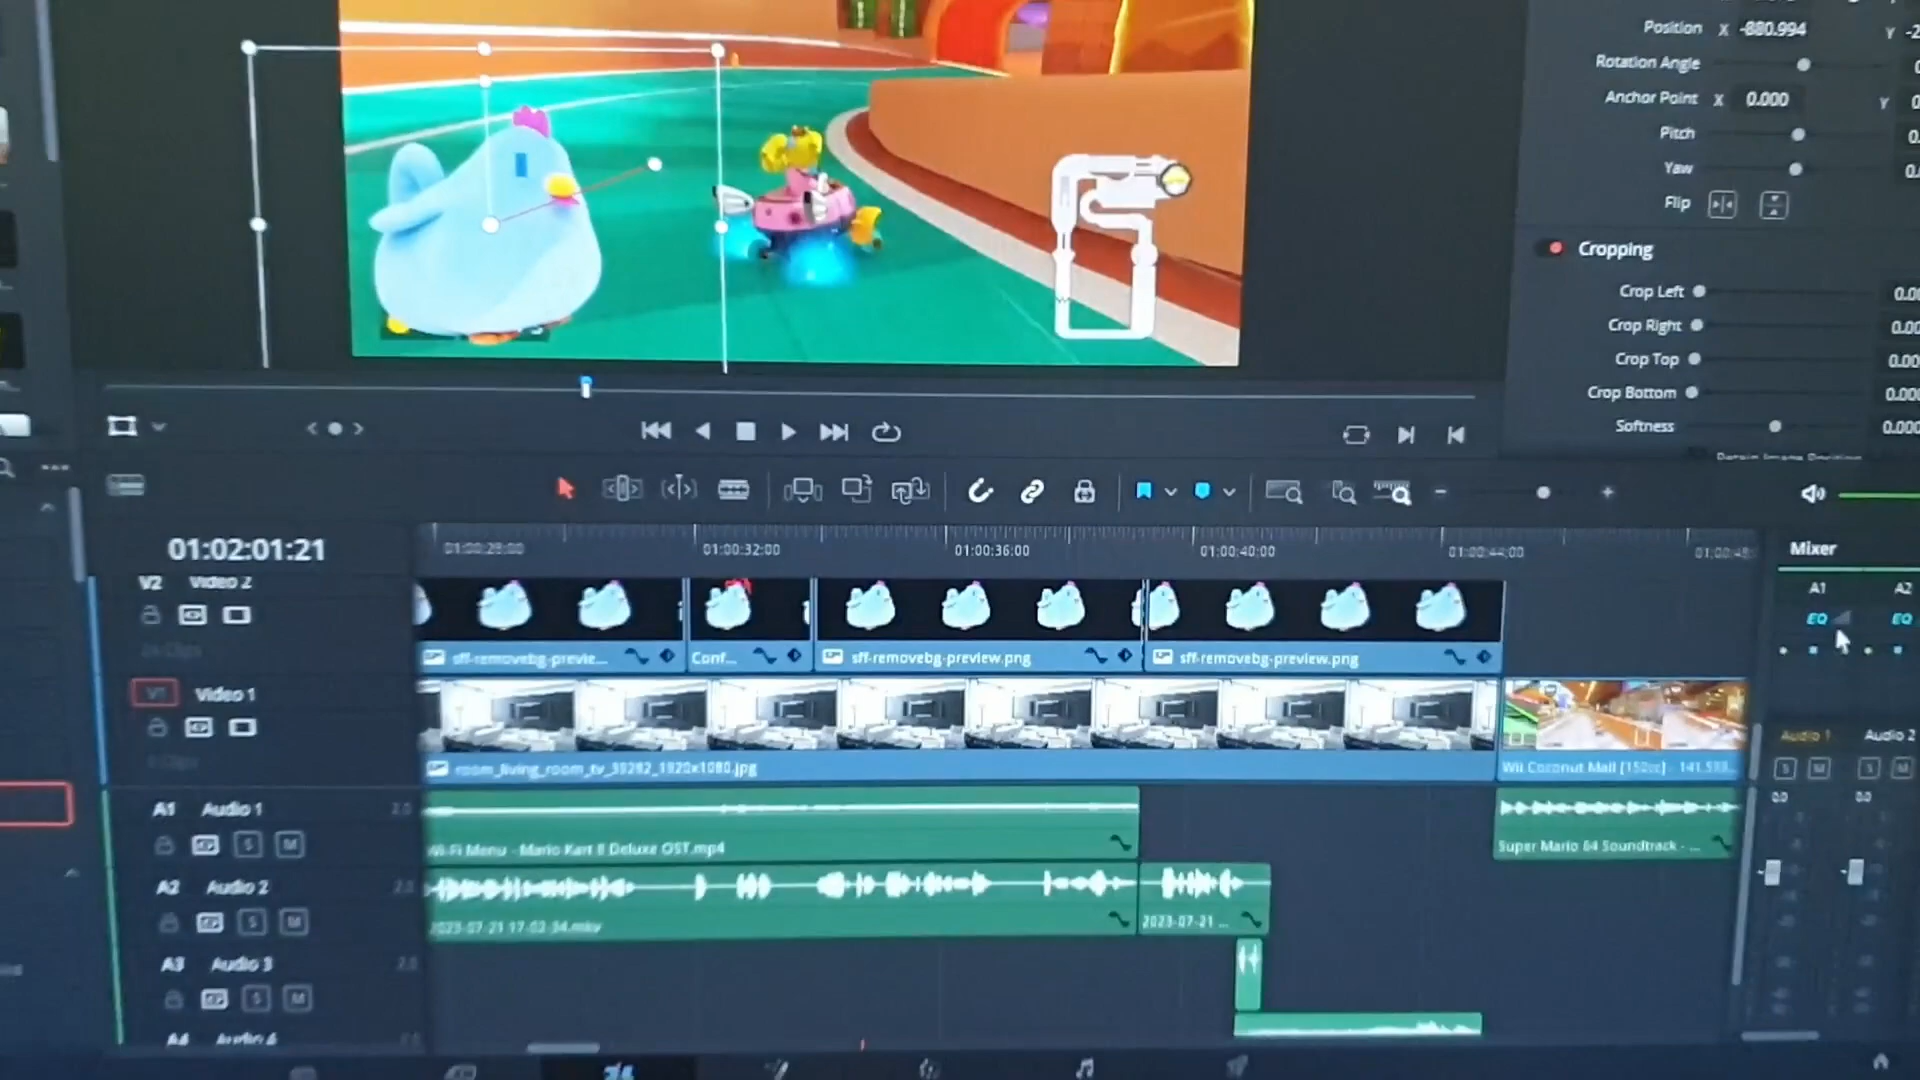 Position X -880.994 Y
Rotation Angle
Anchor Point X 0.000 Y
Pitch
Yaw
Flip
Cropping
Crop Left
Crop Right
Crop Top
Crop Bottom
Softness 0.000
01:02:01:21
01:00:28:00 01:00:32:00 01:00:36:00 01:00:40:00 01:00:44:00 01:00:48:00
Mixer
A1 A2
EQ EQ
V2 Video 2
sff-removebg-previe... Conf... sff-removebg-preview.png sff-removebg-preview.png
V1 Video 1
room_living_room_tv_39282_1920x1080.jpg Wii Coconut Mall [150cc] - 141.593...
Audio 1 Audio 2
S M S M
0.0 0.0
A1 Audio 1 2.0
S M
Wi-Fi Menu - Mario Kart 8 Deluxe OST.mp4 Super Mario 64 Soundtrack - ...
A2 Audio 2 2.0
S M
2023-07-21 17-02-34.mkv 2023-07-21 ...
A3 Audio 3 2.0
S M
A4 Audio 4